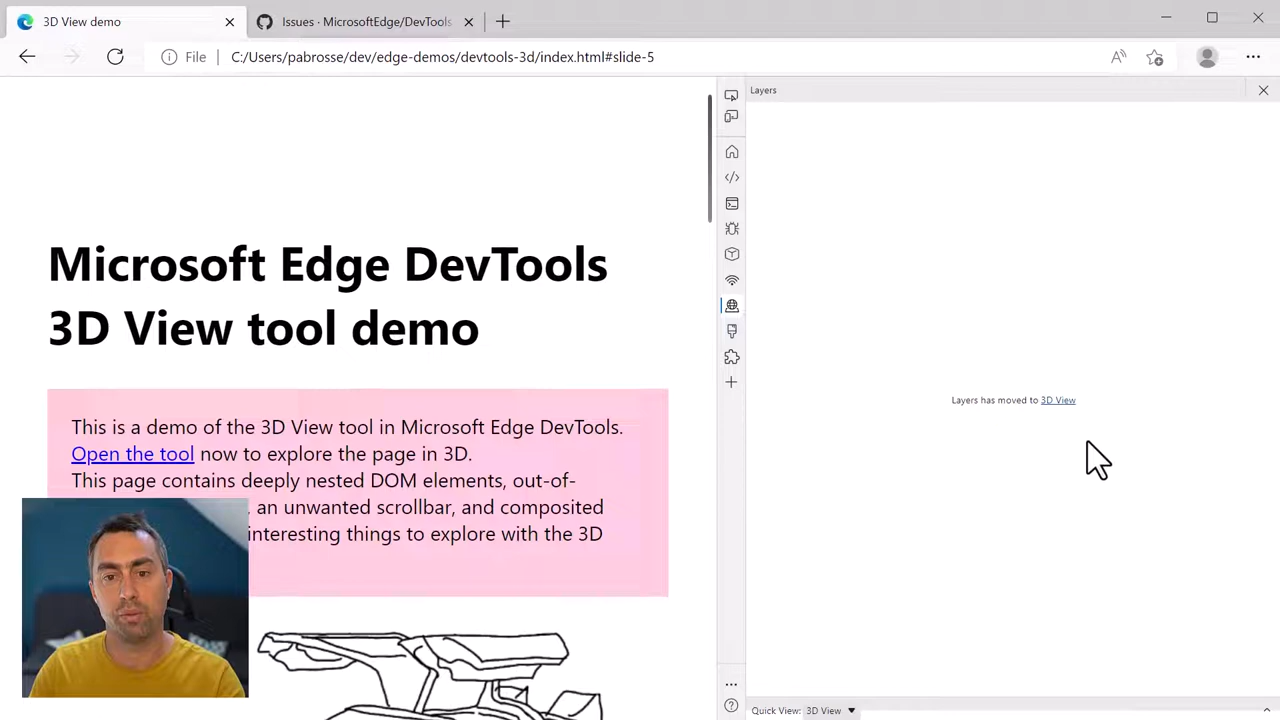 3D View demo
Issues · MicrosoftEdge/DevTools
File
C:/Users/pabrosse/dev/edge-demos/devtools-3d/index.html#slide-5
Layers
Microsoft Edge DevTools
3D View tool demo
This is a demo of the 3D View tool in Microsoft Edge DevTools.
Open the tool now to explore the page in 3D.
This page contains deeply nested DOM elements, out-of-
, an unwanted scrollbar, and composited
interesting things to explore with the 3D
Layers has moved to 3D View
Quick View: 3D View